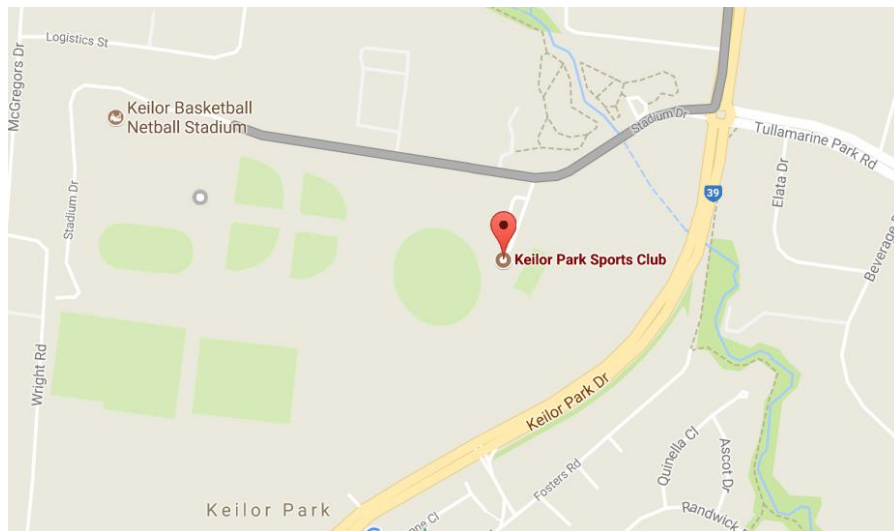 Logistics St
McGregors Dr
Keilor Basketball
Netball Stadium
Stadium Dr
Tullamarine Park Rd
Elata Dr
39
Stadium Dr
Keilor Park Sports Club
Wright Rd
Keilor Park Dr
Quinella Cl
Ascot Dr
Fosters Rd
Keilor Park
Randwick